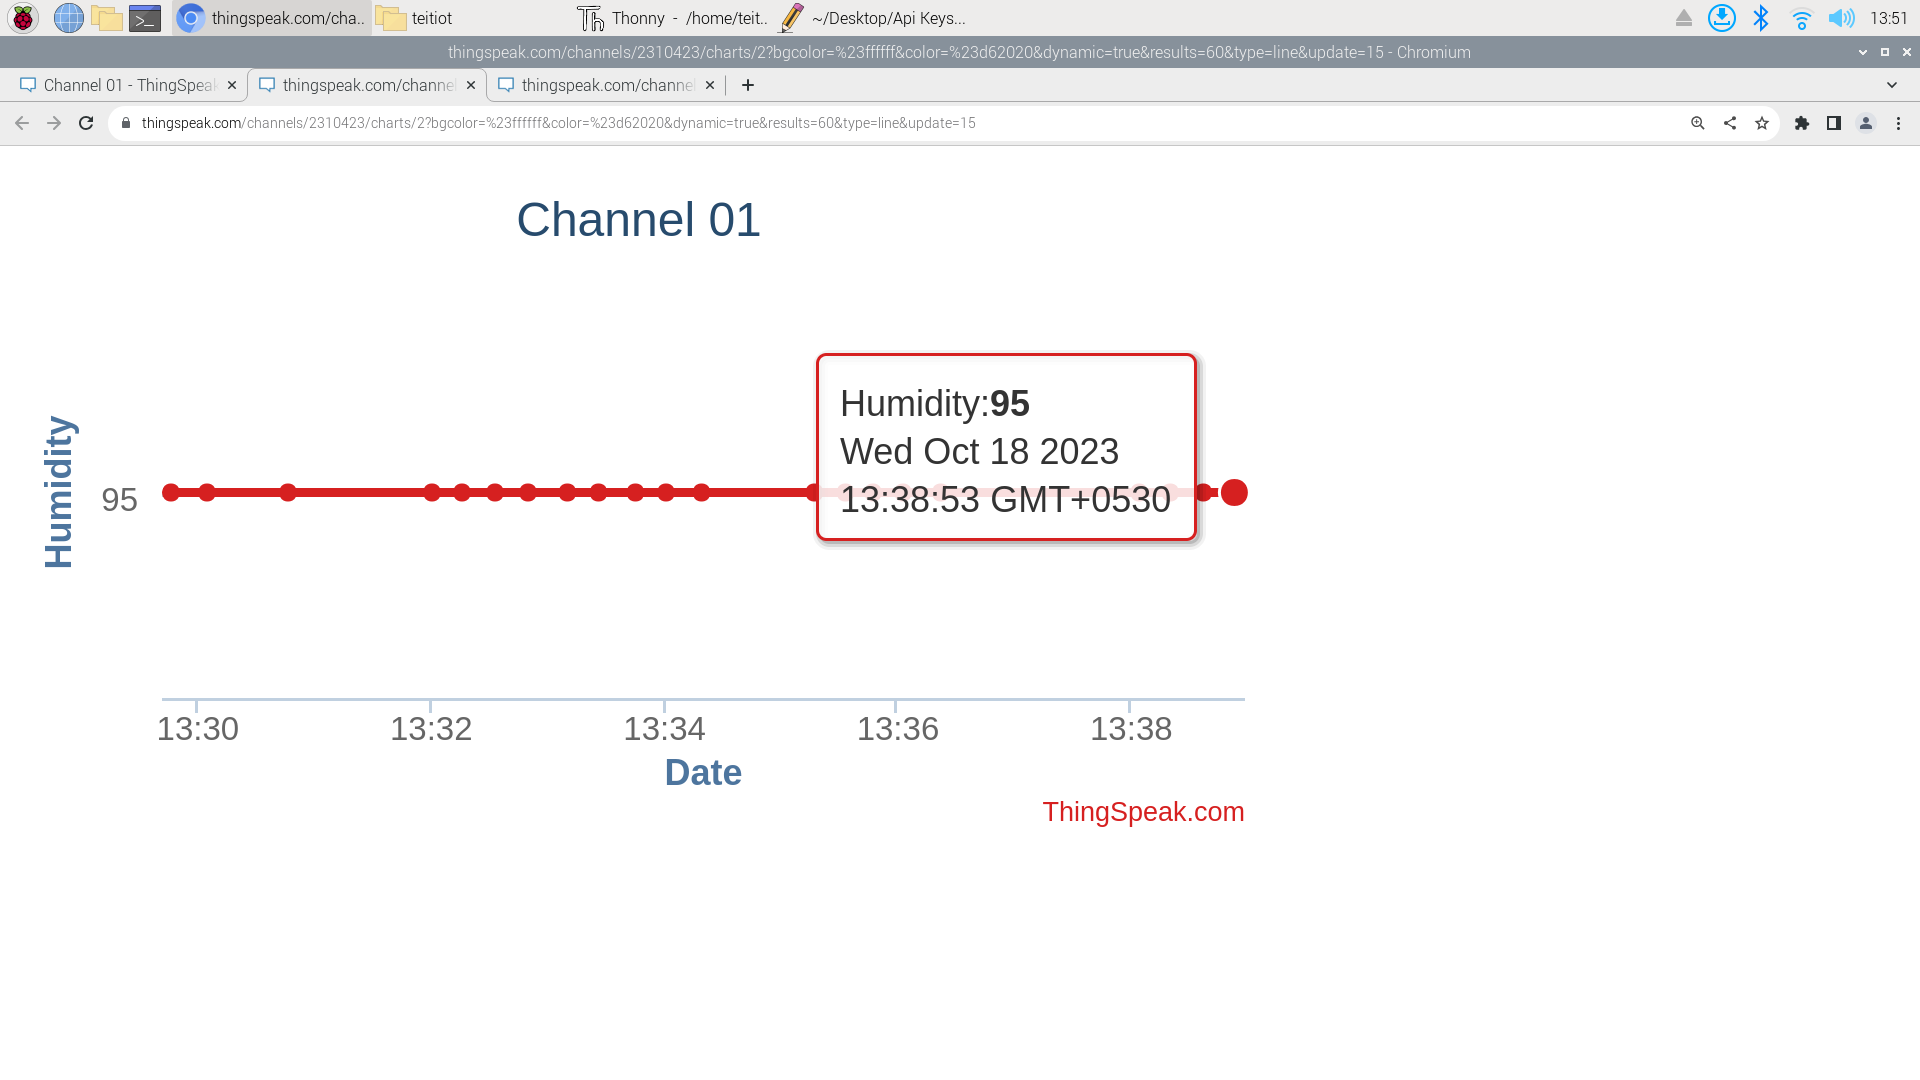 thingspeak.com/cha..
teitiot
Thonny - /home/teit..
~/Desktop/Api Keys...
13:51
thingspeak.com/channels/2310423/charts/2?bgcolor=%23ffffff&color=%23d62020&dynamic=true&results=60&type=line&update=15 - Chromium
Channel 01 - ThingSpeak
thingspeak.com/channel
thingspeak.com/channel
thingspeak.com/channels/2310423/charts/2?bgcolor=%23ffffff&color=%23d62020&dynamic=true&results=60&type=line&update=15
Channel 01
Humidity:95
Wed Oct 18 2023
13:38:53 GMT+0530
Humidity
95
13:30
13:32
13:34
13:36
13:38
Date
ThingSpeak.com